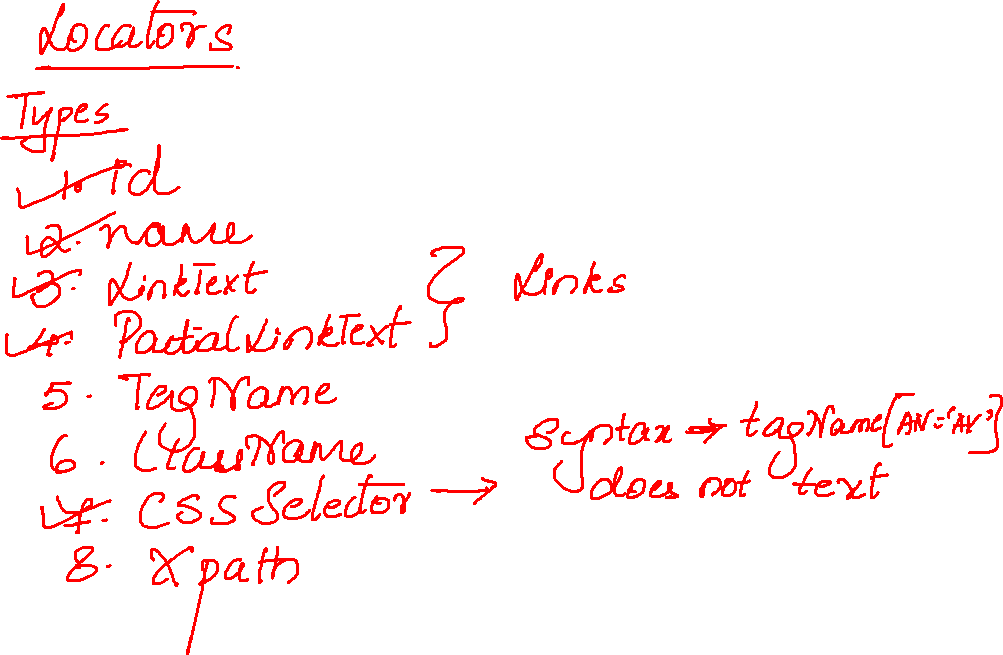 Locators
Types
1. id
2. name
3. LinkText } Links
4. PartialLinkText
5. TagName
6. ClassName
7. CSS Selector → syntax → tagName[AN='AV']
does not text
8. Xpath